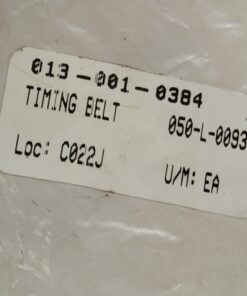 013-001-0384
TIMING BELT 050-L-0093
Loc: C022J U/M: EA